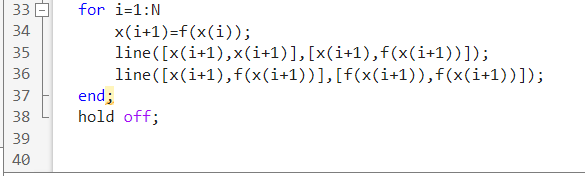 33 for i=1:N
34 x(i+1)=f(x(i));
35 line([x(i+1),x(i+1)],[x(i+1),f(x(i+1))]);
36 line([x(i+1),f(x(i+1))],[f(x(i+1)),f(x(i+1))]);
37 end;
38 hold off;
39
40